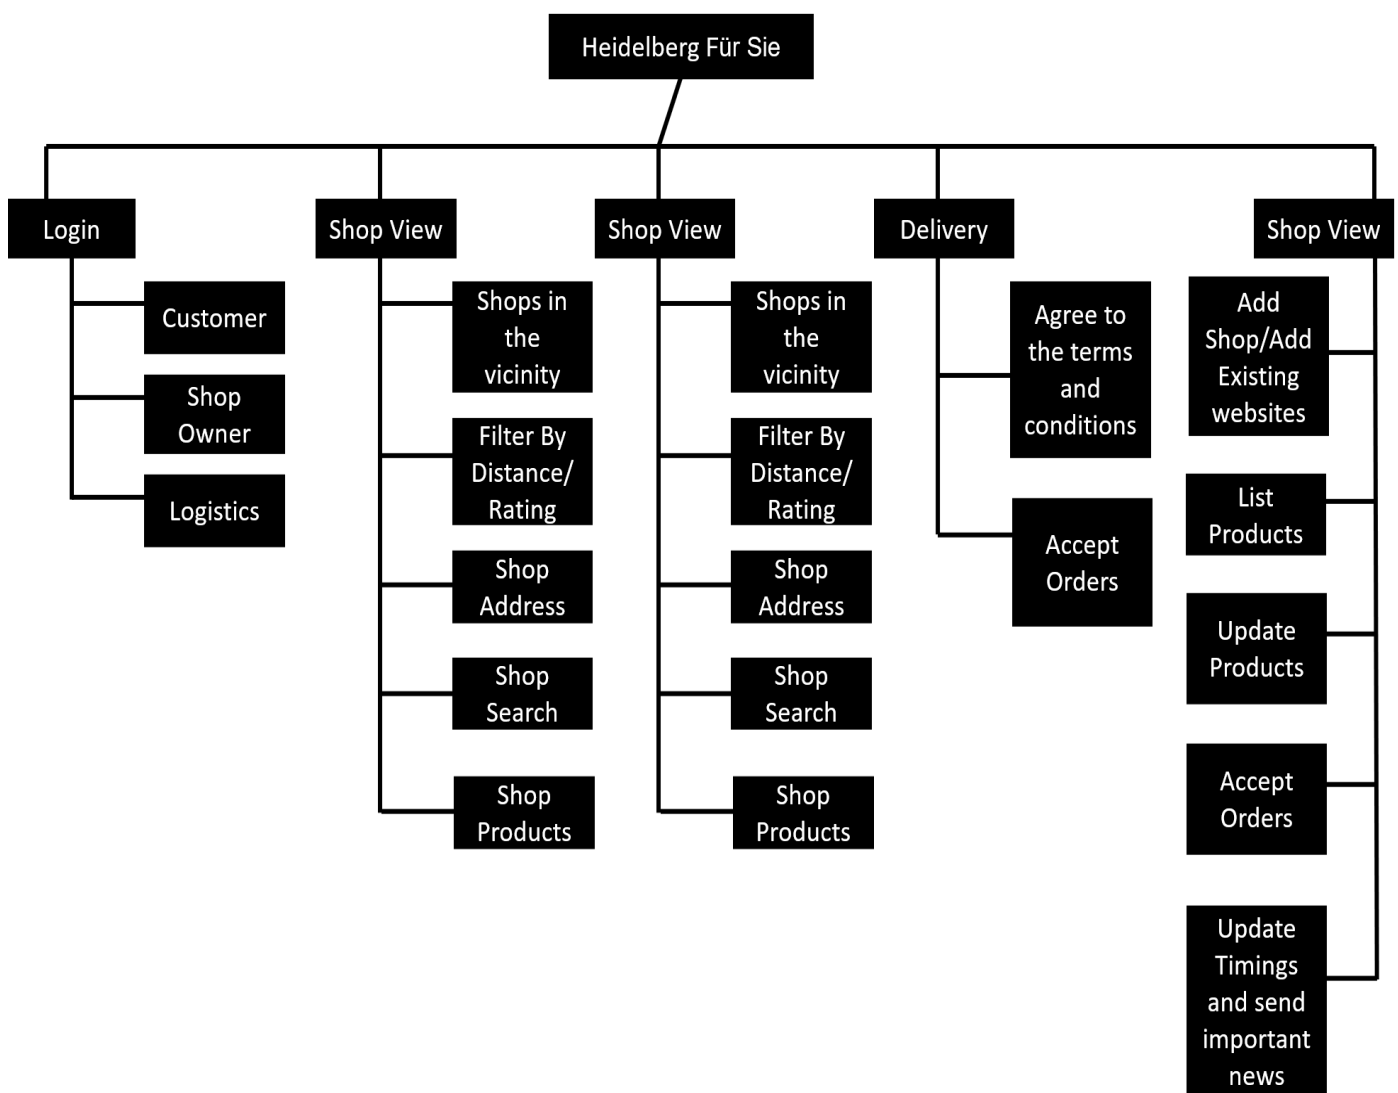 Heidelberg Für Sie
Login
Shop View
Shop View
Delivery
Shop View
Customer
Shop
Owner
Logistics
Shops in
the
vicinity
Filter By
Distance/
Rating
Shop
Address
Shop
Search
Shop
Products
Shops in
the
vicinity
Filter By
Distance/
Rating
Shop
Address
Shop
Search
Shop
Products
Agree to
the terms
and
conditions
Accept
Orders
Add
Shop/Add
Existing
websites
List
Products
Update
Products
Accept
Orders
Update
Timings
and send
important
news